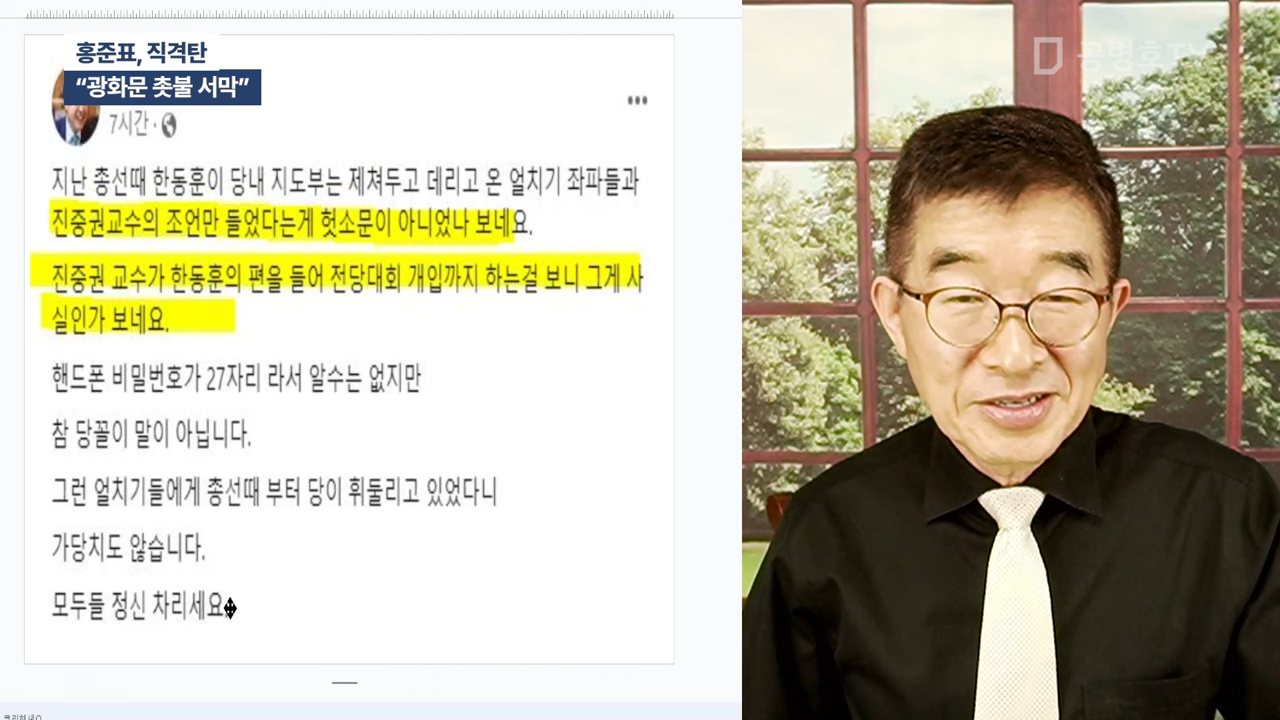 홍준표, 직격탄
“광화문 촛불 서막”
공병호TV
7시간 ·
지난 총선때 한동훈이 당내 지도부는 제쳐두고 데리고 온 얼치기 좌파들과
진중권교수의 조언만 들었다는게 헛소문이 아니었나 보네요.
진중권 교수가 한동훈의 편을 들어 전당대회 개입까지 하는걸 보니 그게 사
실인가 보네요.
핸드폰 비밀번호가 27자리 라서 알수는 없지만
참 당꼴이 말이 아닙니다.
그런 얼치기들에게 총선때 부터 당이 휘둘리고 있었다니
가당치도 않습니다.
모두들 정신 차리세요